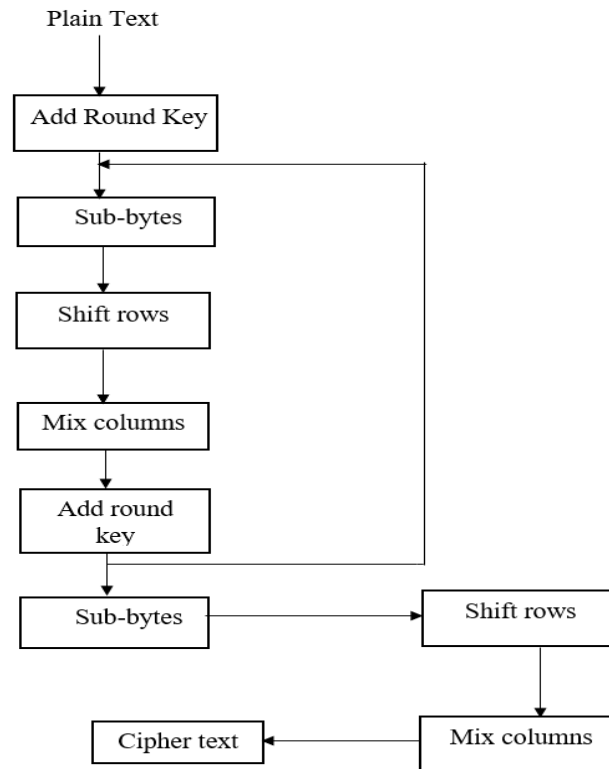 Plain Text
Add Round Key
Sub-bytes
Shift rows
Mix columns
Add round
key
Sub-bytes
Shift rows
Mix columns
Cipher text